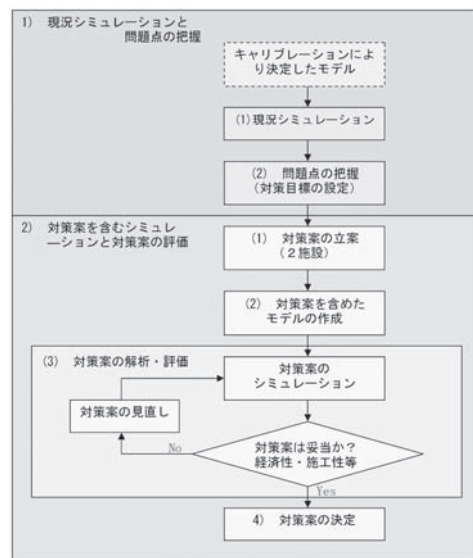 1) 現況シミュレーションと
問題点の把握
キャリブレーションによ
り決定したモデル
(1)現況シミュレーション
(2) 問題点の把握
(対策目標の設定)
2) 対策案を含むシミュレ
―ションと対策案の評価
(1) 対策案の立案
(2施設)
(2) 対策案を含めた
モデルの作成
(3) 対策案の解析・評価
対策案の
シミュレーション
対策案の見直し
対策案は妥当か?
経済性・施工性等
No
Yes
4) 対策案の決定